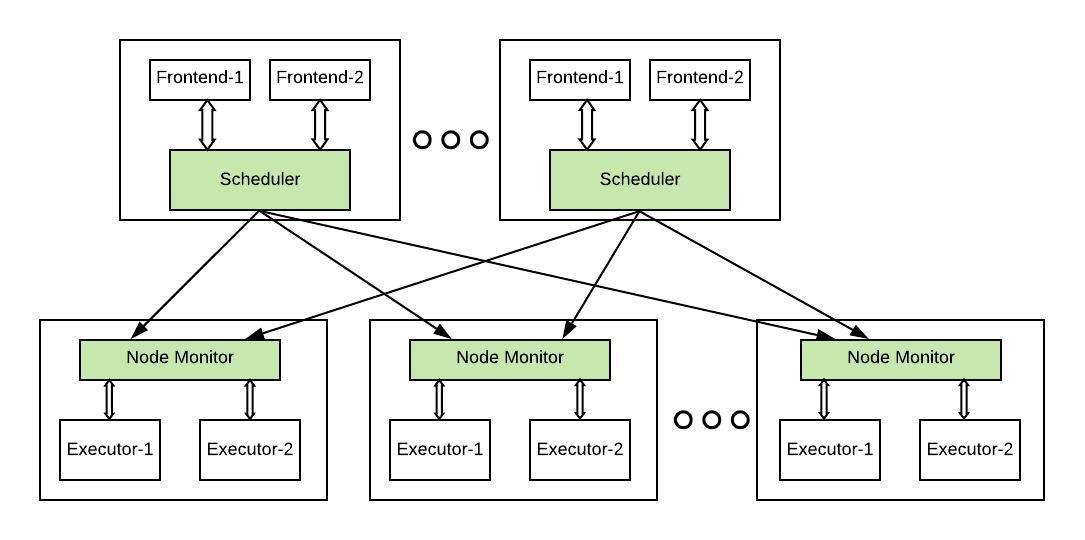 Frontend-1
Frontend-2
Frontend-1
Frontend-2
Scheduler
Scheduler
Node Monitor
Node Monitor
Node Monitor
Executor-1
Executor-2
Executor-1
Executor-2
Executor-1
Executor-2